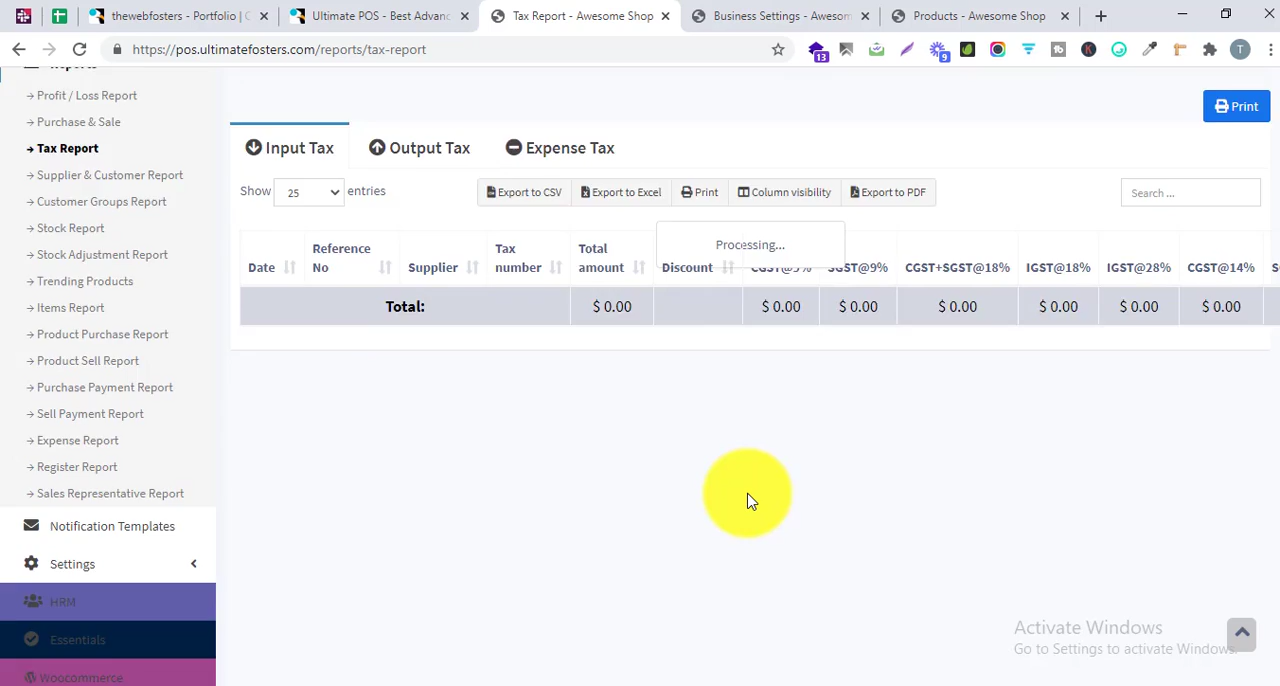 thewebfosters - Portfolio | C
Ultimate POS - Best Advanc
Tax Report - Awesome Shop
Business Settings - Awesom
Products - Awesome Shop
https://pos.ultimatefosters.com/reports/tax-report
13
9
Reports
Profit / Loss Report
Purchase & Sale
Tax Report
Supplier & Customer Report
Customer Groups Report
Stock Report
Stock Adjustment Report
Trending Products
Items Report
Product Purchase Report
Product Sell Report
Purchase Payment Report
Sell Payment Report
Expense Report
Register Report
Sales Representative Report
Notification Templates
Settings
HRM
Essentials
Woocommerce
Print
Input Tax Output Tax Expense Tax
Show 25 entries
Export to CSV Export to Excel Print Column visibility Export to PDF
Search ...
Processing...
Date Reference No Supplier Tax number Total amount Discount SGST@9% CGST+SGST@18% IGST@18% IGST@28% CGST@14%
Total: $ 0.00 $ 0.00 $ 0.00 $ 0.00 $ 0.00 $ 0.00 $ 0.00
Activate Windows
Go to Settings to activate Windows.